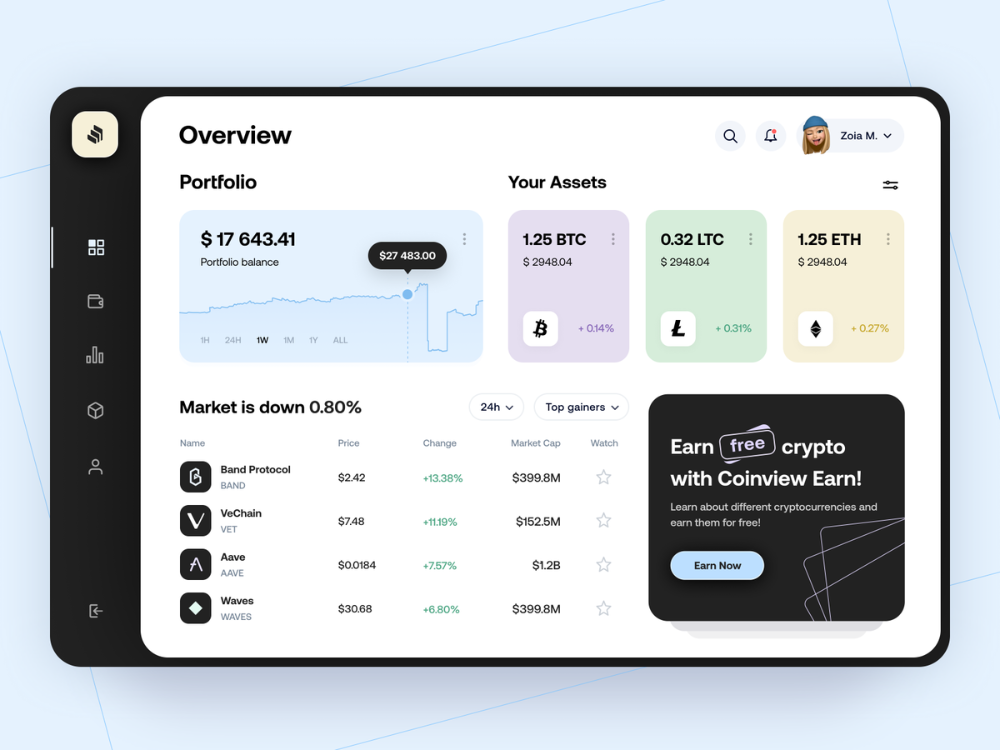 Overview
Zoia M.
Portfolio
Your Assets
$ 17 643.41
Portfolio balance
$27 483.00
1H 24H 1W 1M 1Y ALL
1.25 BTC
$ 2948.04
+ 0.14%
0.32 LTC
$ 2948.04
+ 0.31%
1.25 ETH
$ 2948.04
+ 0.27%
Market is down 0.80%
24h
Top gainers
Name Price Change Market Cap Watch
Band Protocol
BAND
$2.42 +13.38% $399.8M
VeChain
VET
$7.48 +11.19% $152.5M
Aave
AAVE
$0.0184 +7.57% $1.2B
Waves
WAVES
$30.68 +6.80% $399.8M
Earn free crypto
with Coinview Earn!
Learn about different cryptocurrencies and
earn them for free!
Earn Now